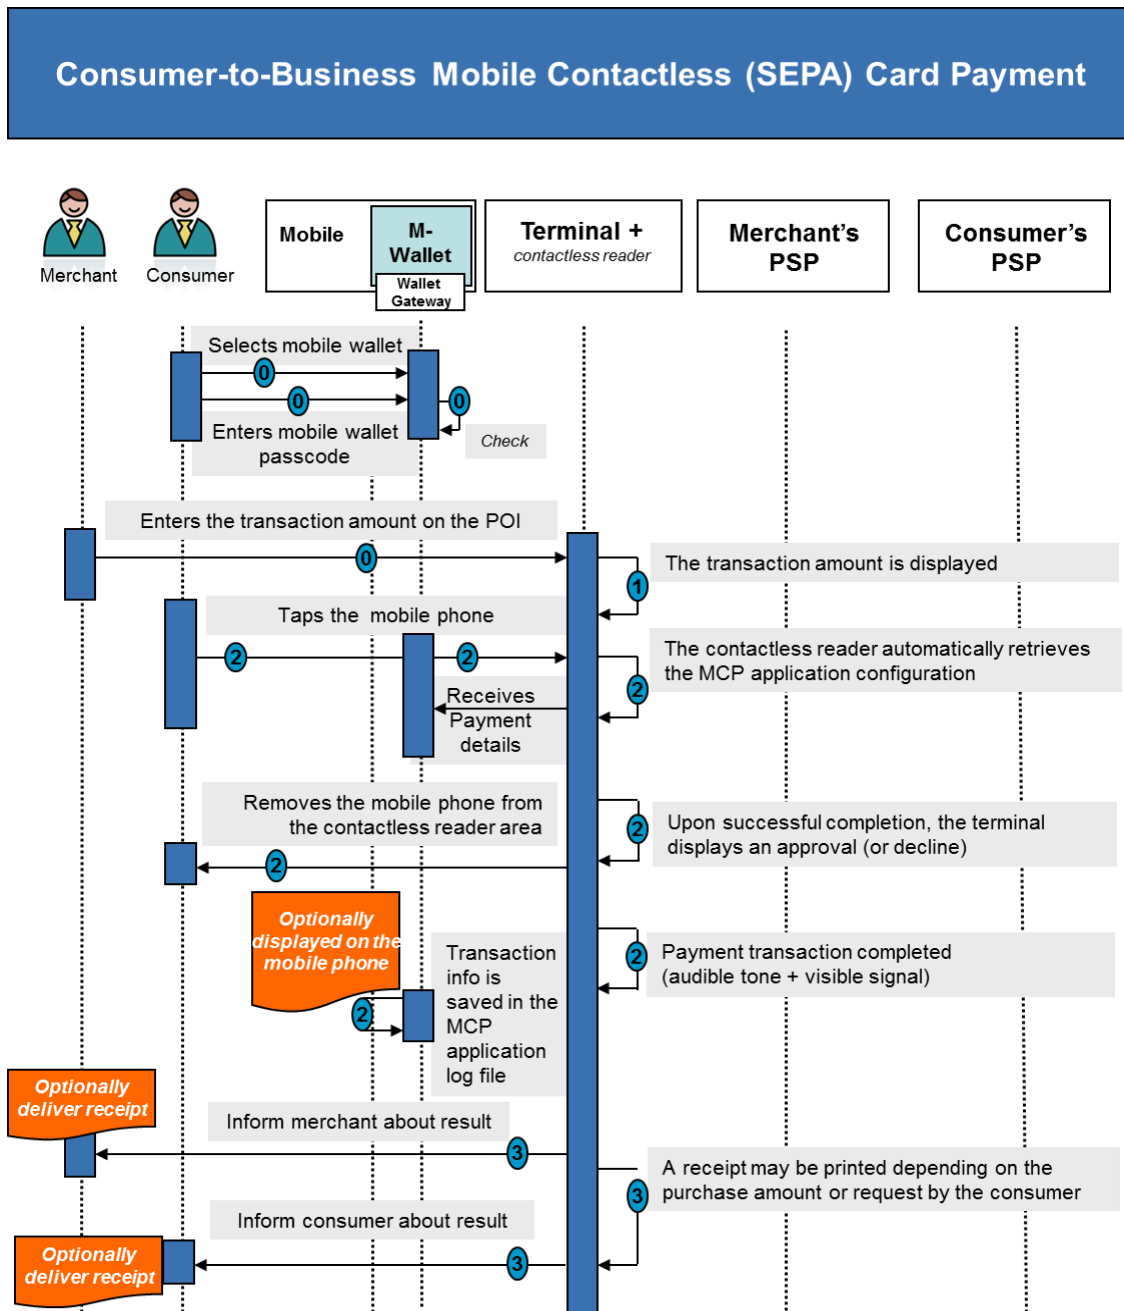 Consumer-to-Business Mobile Contactless (SEPA) Card Payment
Merchant
Consumer
Mobile
M-
Wallet
Wallet
Gateway
Terminal +
contactless reader
Merchant's
PSP
Consumer's
PSP
Selects mobile wallet
0
0
0
Enters mobile wallet
passcode
Check
Enters the transaction amount on the POI
0
The transaction amount is displayed
1
Taps the mobile phone
2
2
The contactless reader automatically retrieves
the MCP application configuration
2
Receives
Payment
details
Removes the mobile phone from
the contactless reader area
2
Upon successful completion, the terminal
displays an approval (or decline)
2
Optionally
displayed on the
mobile phone
2
Transaction
info is
saved in the
MCP
application
log file
Payment transaction completed
(audible tone + visible signal)
2
Optionally
deliver receipt
Inform merchant about result
3
A receipt may be printed depending on the
purchase amount or request by the consumer
3
Inform consumer about result
3
Optionally
deliver receipt